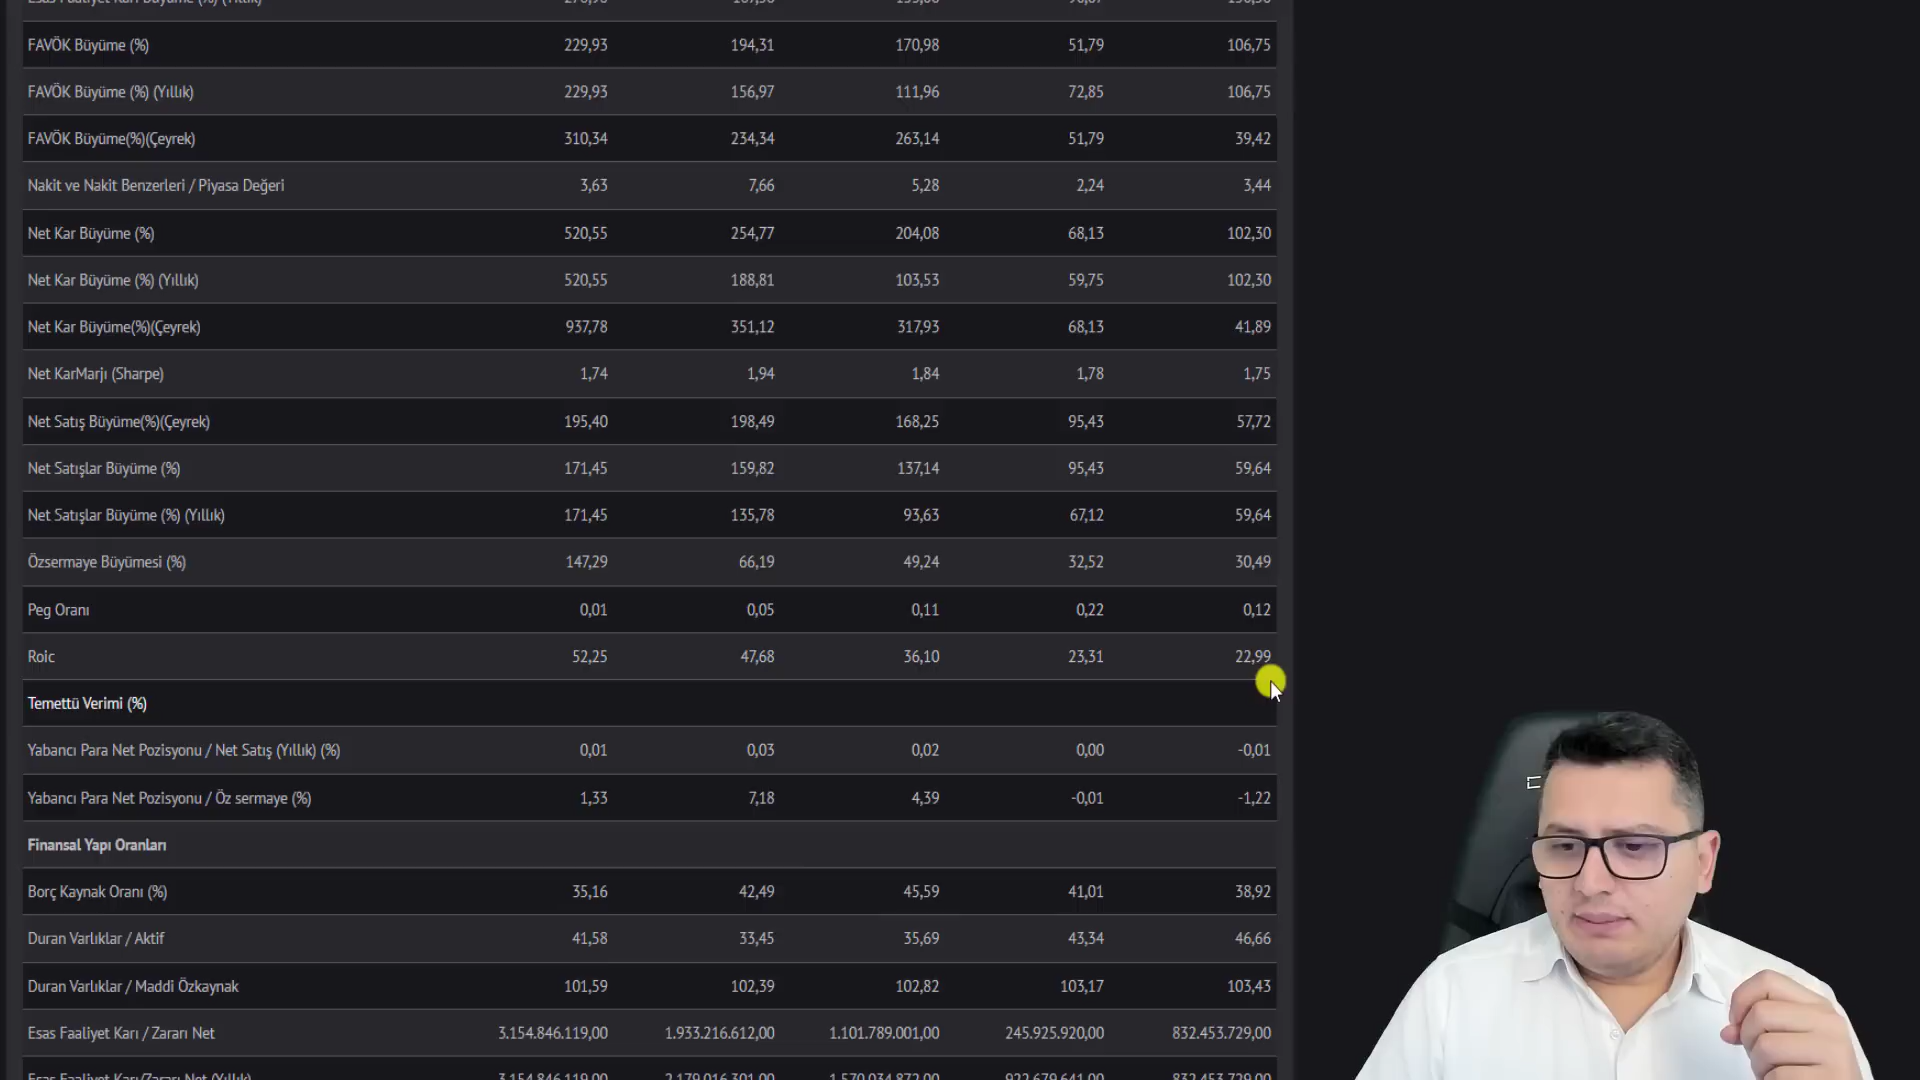 FAVÖK Büyüme (%) 229,93 194,31 170,98 51,79 106,75
FAVÖK Büyüme (%) (Yıllık) 229,93 156,97 111,96 72,85 106,75
FAVÖK Büyüme(%)(Çeyrek) 310,34 234,34 263,14 51,79 39,42
Nakit ve Nakit Benzerleri / Piyasa Değeri 3,63 7,66 5,28 2,24 3,44
Net Kar Büyüme (%) 520,55 254,77 204,08 68,13 102,30
Net Kar Büyüme (%) (Yıllık) 520,55 188,81 103,53 59,75 102,30
Net Kar Büyüme(%)(Çeyrek) 937,78 351,12 317,93 68,13 41,89
Net KarMarjı (Sharpe) 1,74 1,94 1,84 1,78 1,75
Net Satış Büyüme(%)(Çeyrek) 195,40 198,49 168,25 95,43 57,72
Net Satışlar Büyüme (%) 171,45 159,82 137,14 95,43 59,64
Net Satışlar Büyüme (%) (Yıllık) 171,45 135,78 93,63 67,12 59,64
Özsermaye Büyümesi (%) 147,29 66,19 49,24 32,52 30,49
Peg Oranı 0,01 0,05 0,11 0,22 0,12
Roic 52,25 47,68 36,10 23,31 22,99
Temettü Verimi (%)
Yabancı Para Net Pozisyonu / Net Satış (Yıllık) (%) 0,01 0,03 0,02 0,00 -0,01
Yabancı Para Net Pozisyonu / Öz sermaye (%) 1,33 7,18 4,39 -0,01 -1,22
Finansal Yapı Oranları
Borç Kaynak Oranı (%) 35,16 42,49 45,59 41,01 38,92
Duran Varlıklar / Aktif 41,58 33,45 35,69 43,34 46,66
Duran Varlıklar / Maddi Özkaynak 101,59 102,39 102,82 103,17 103,43
Esas Faaliyet Karı / Zararı Net 3.154.846.119,00 1.933.216.612,00 1.101.789.001,00 245.925.920,00 832.453.729,00